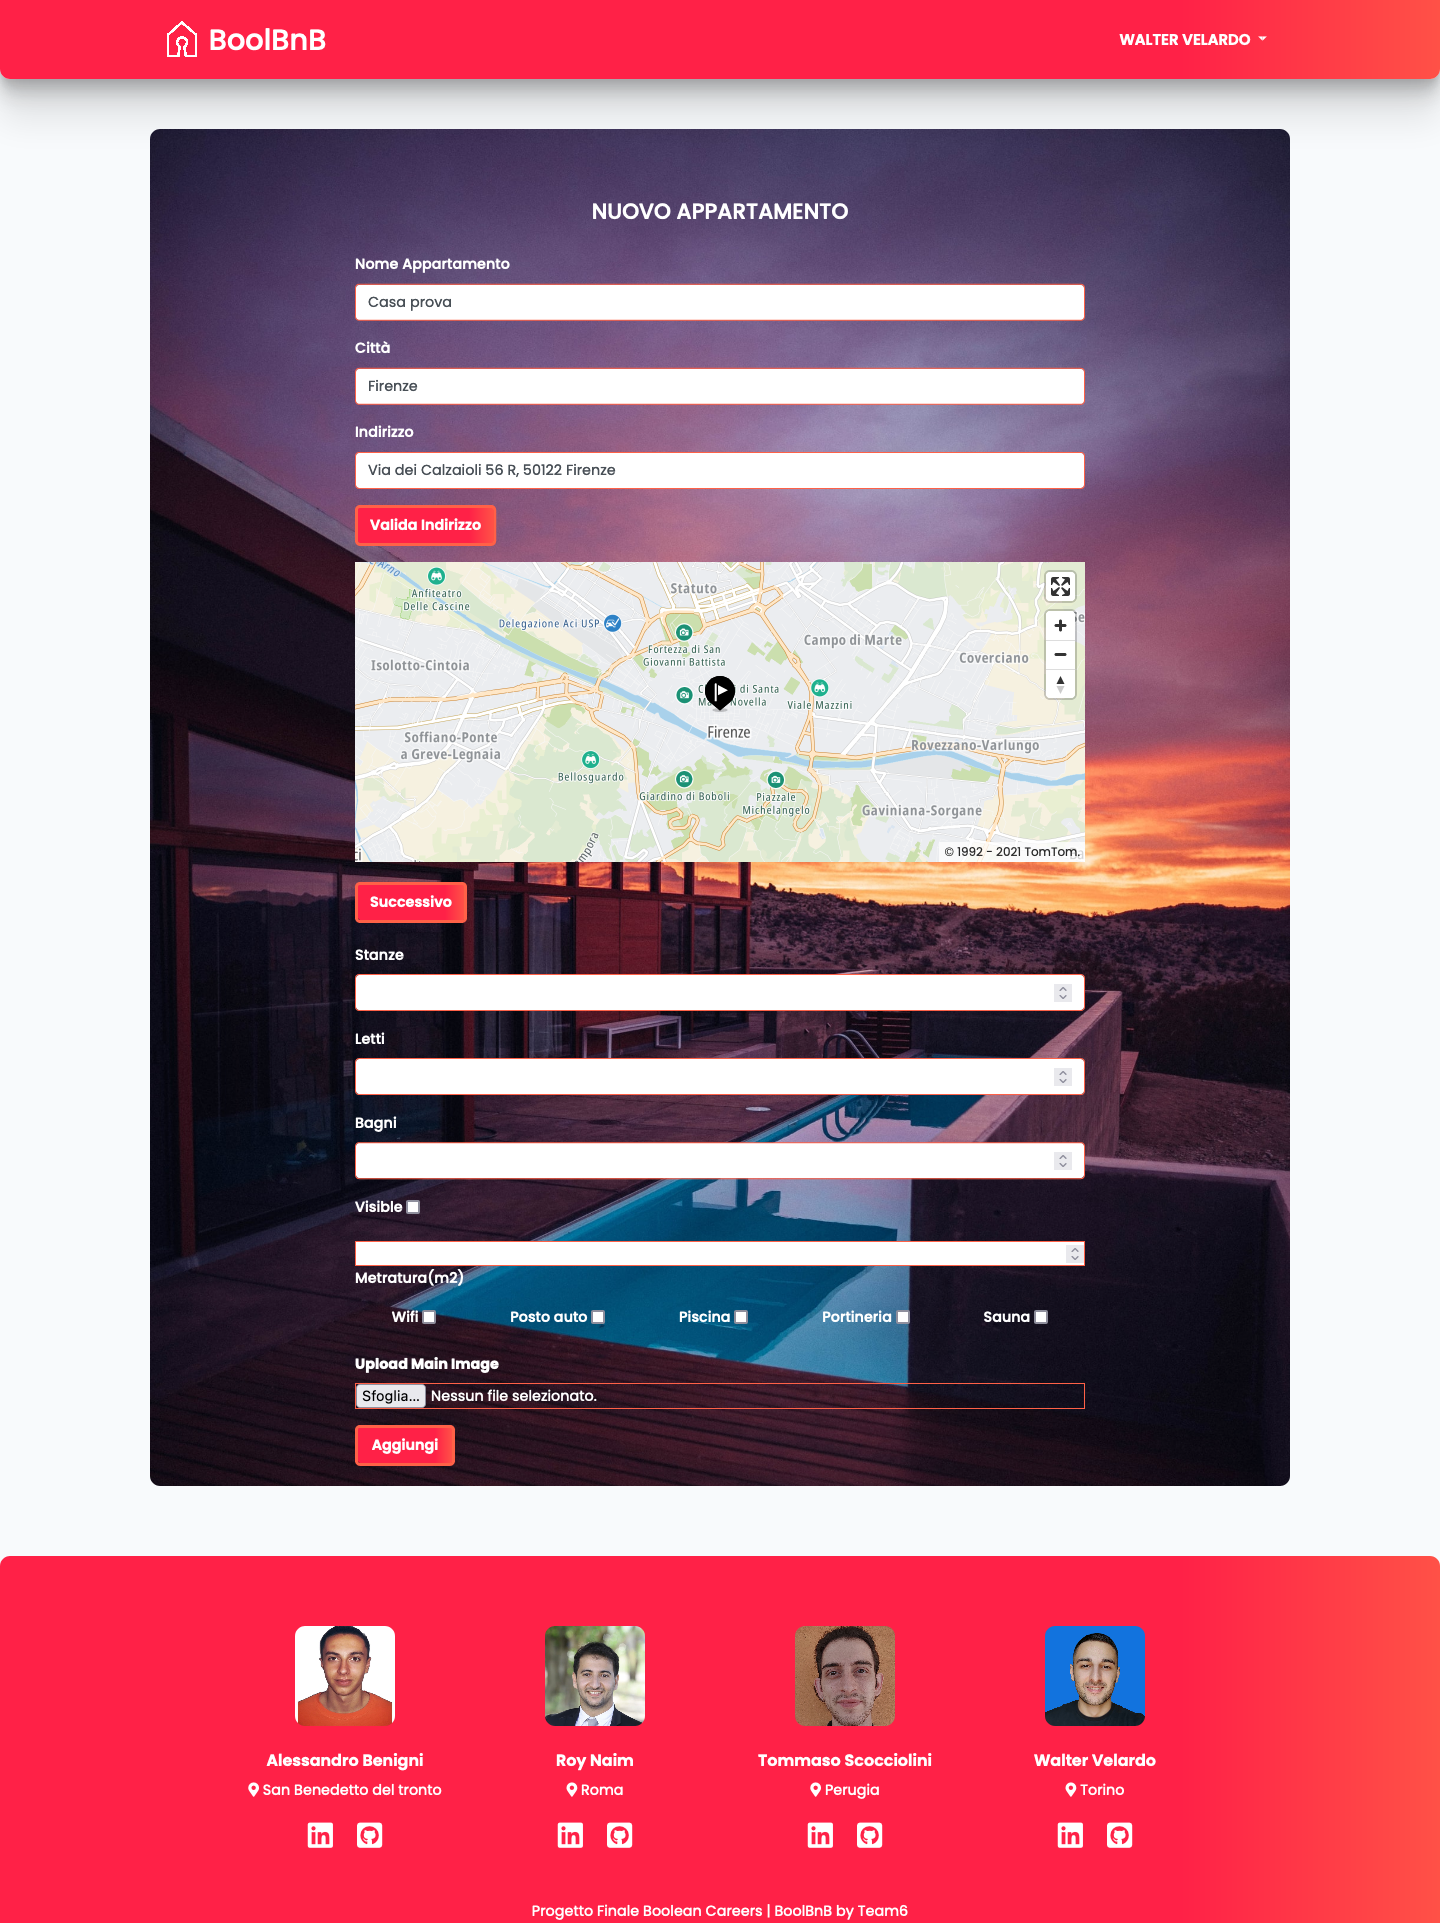 BoolBnB
WALTER VELARDO
NUOVO APPARTAMENTO
Nome Appartamento
Casa prova
Città
Firenze
Indirizzo
Via dei Calzaioli 56 R, 50122 Firenze
Valida Indirizzo
Arno
Anfiteatro
Delle Cascine
Statuto
Delegazione Aci USP
Fortezza di San
Giovanni Battista
Campo di Marte
Coverciano
Isolotto-Cintoia
di Santa
Novella
Viale Mazzini
Firenze
Soffiano-Ponte
a Greve-Legnaia
Rovezzano-Varlungo
Bellosguardo
Giardino di Boboli
Piazzale
Michelangelo
Gaviniana-Sorgane
© 1992 - 2021 TomTom.
Successivo
Stanze
Letti
Bagni
Visible
Metratura(m2)
Wifi Posto auto Piscina Portineria Sauna
Upload Main Image
Sfoglia... Nessun file selezionato.
Aggiungi
Alessandro Benigni
San Benedetto del tronto
Roy Naim
Roma
Tommaso Scocciolini
Perugia
Walter Velardo
Torino
Progetto Finale Boolean Careers | BoolBnB by Team6